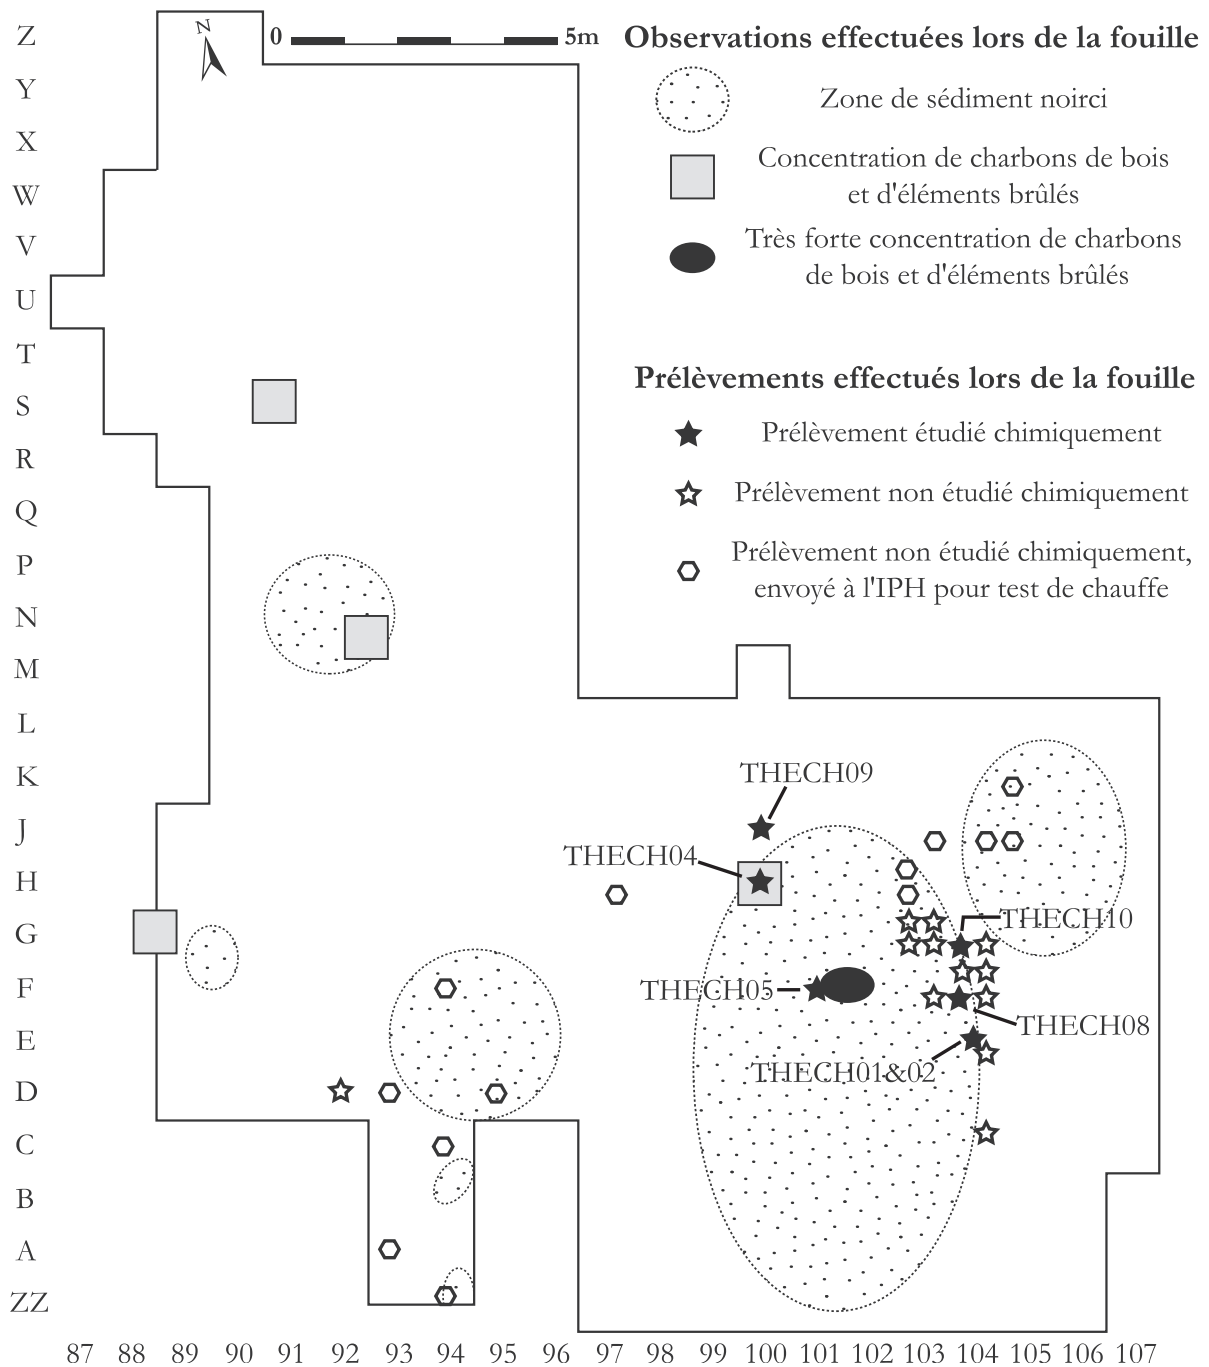 N
0
5m
Observations effectuées lors de la fouille
Zone de sédiment noirci
Concentration de charbons de bois
et d'éléments brûlés
Très forte concentration de charbons
de bois et d'éléments brûlés
Prélèvements effectués lors de la fouille
Prélèvement étudié chimiquement
Prélèvement non étudié chimiquement
Prélèvement non étudié chimiquement,
envoyé à l'IPH pour test de chauffe
Z
Y
X
W
V
U
T
S
R
Q
P
N
M
L
K
J
H
G
F
E
D
C
B
A
ZZ
THECH09
THECH04
THECH10
THECH05
THECH08
THECH01&02
87 88 89 90 91 92 93 94 95 96 97 98 99 100 101 102 103 104 105 106 107